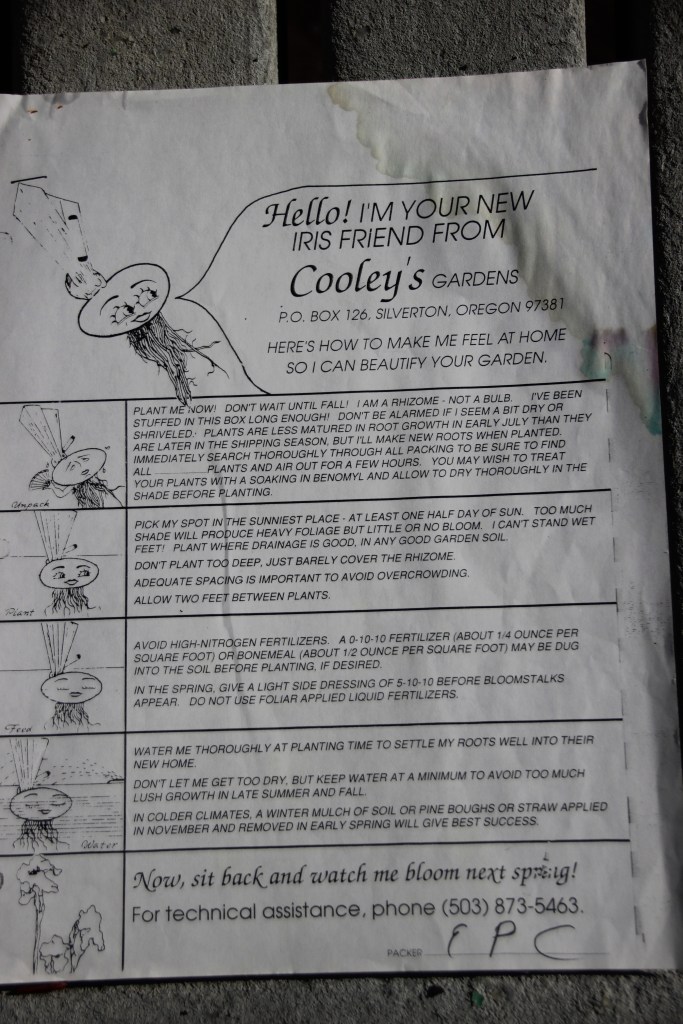 Hello! I'M YOUR NEW
IRIS FRIEND FROM
Cooley's GARDENS
P.O. BOX 126, SILVERTON, OREGON 97381
HERE'S HOW TO MAKE ME FEEL AT HOME
SO I CAN BEAUTIFY YOUR GARDEN.
PLANT ME NOW! DON'T WAIT UNTIL FALL! I AM A RHIZOME - NOT A BULB. I'VE BEEN
STUFFED IN THIS BOX LONG ENOUGH! DON'T BE ALARMED IF I SEEM A BIT DRY OR
SHRIVELED: PLANTS ARE LESS MATURED IN ROOT GROWTH IN EARLY JULY THAN THEY
ARE LATER IN THE SHIPPING SEASON, BUT I'LL MAKE NEW ROOTS WHEN PLANTED.
IMMEDIATELY SEARCH THOROUGHLY THROUGH ALL PACKING TO BE SURE TO FIND
ALL ________ PLANTS AND AIR OUT FOR A FEW HOURS. YOU MAY WISH TO TREAT
YOUR PLANTS WITH A SOAKING IN BENOMYL AND ALLOW TO DRY THOROUGHLY IN THE
SHADE BEFORE PLANTING.
Unpack
PICK MY SPOT IN THE SUNNIEST PLACE - AT LEAST ONE HALF DAY OF SUN. TOO MUCH
SHADE WILL PRODUCE HEAVY FOLIAGE BUT LITTLE OR NO BLOOM. I CAN'T STAND WET
FEET! PLANT WHERE DRAINAGE IS GOOD, IN ANY GOOD GARDEN SOIL.
DON'T PLANT TOO DEEP, JUST BARELY COVER THE RHIZOME.
ADEQUATE SPACING IS IMPORTANT TO AVOID OVERCROWDING.
ALLOW TWO FEET BETWEEN PLANTS.
Plant
AVOID HIGH-NITROGEN FERTILIZERS. A 0-10-10 FERTILIZER (ABOUT 1/4 OUNCE PER
SQUARE FOOT) OR BONEMEAL (ABOUT 1/2 OUNCE PER SQUARE FOOT) MAY BE DUG
INTO THE SOIL BEFORE PLANTING, IF DESIRED.
IN THE SPRING, GIVE A LIGHT SIDE DRESSING OF 5-10-10 BEFORE BLOOMSTALKS
APPEAR. DO NOT USE FOLIAR APPLIED LIQUID FERTILIZERS.
Feed
WATER ME THOROUGHLY AT PLANTING TIME TO SETTLE MY ROOTS WELL INTO THEIR
NEW HOME.
DON'T LET ME GET TOO DRY, BUT KEEP WATER AT A MINIMUM TO AVOID TOO MUCH
LUSH GROWTH IN LATE SUMMER AND FALL.
IN COLDER CLIMATES, A WINTER MULCH OF SOIL OR PINE BOUGHS OR STRAW APPLIED
IN NOVEMBER AND REMOVED IN EARLY SPRING WILL GIVE BEST SUCCESS.
Water
Now, sit back and watch me bloom next spring!
For technical assistance, phone (503) 873-5463.
PACKER